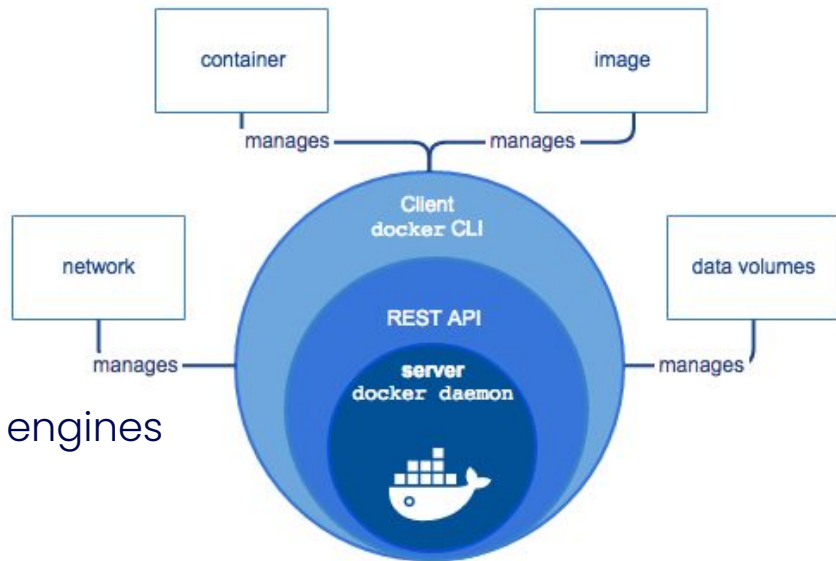 container
image
manages
manages
Client
docker CLI
network
data volumes
REST API
manages
server
manages
docker daemon
engines